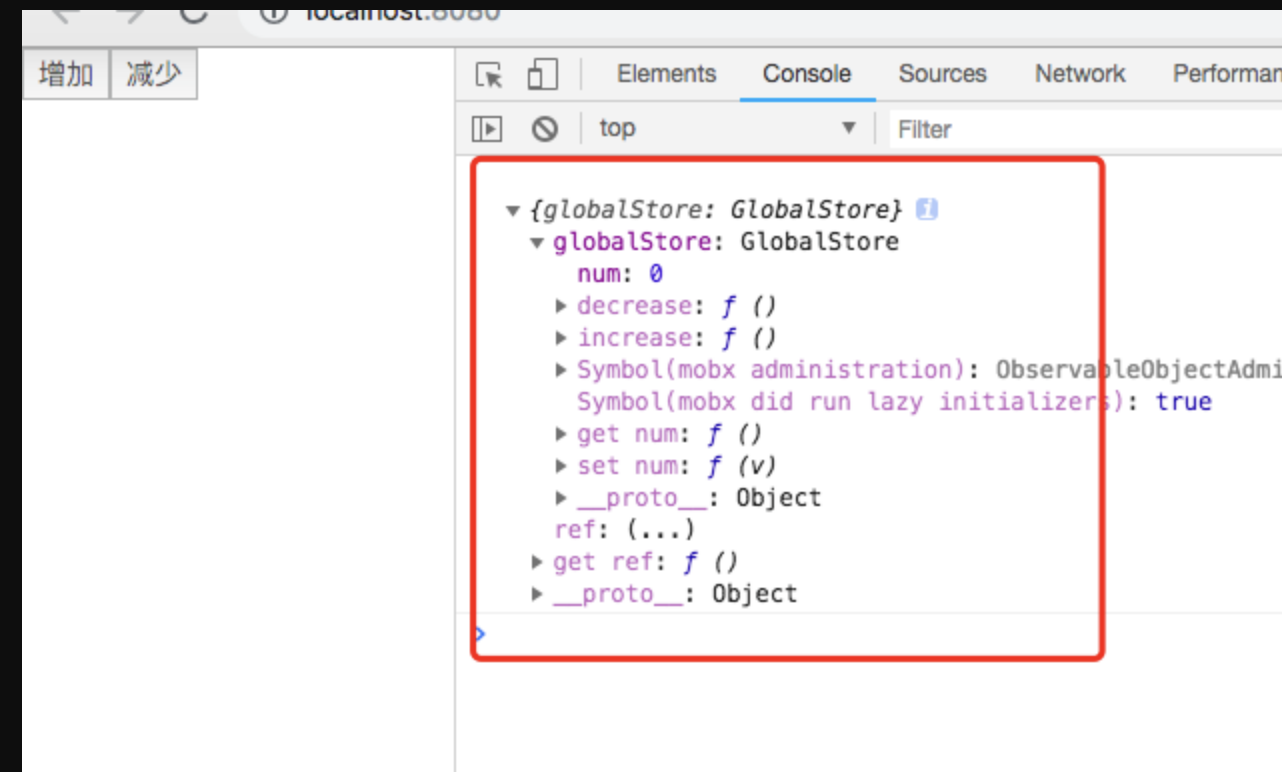 localhost:8080
增加 减少
Elements Console Sources Network Performan
top Filter
{globalStore: GlobalStore} i
globalStore: GlobalStore
num: 0
decrease: ƒ ()
increase: ƒ ()
Symbol(mobx administration): ObservableObjectAdmi
Symbol(mobx did run lazy initializers): true
get num: ƒ ()
set num: ƒ (v)
__proto__: Object
ref: (...)
get ref: ƒ ()
__proto__: Object